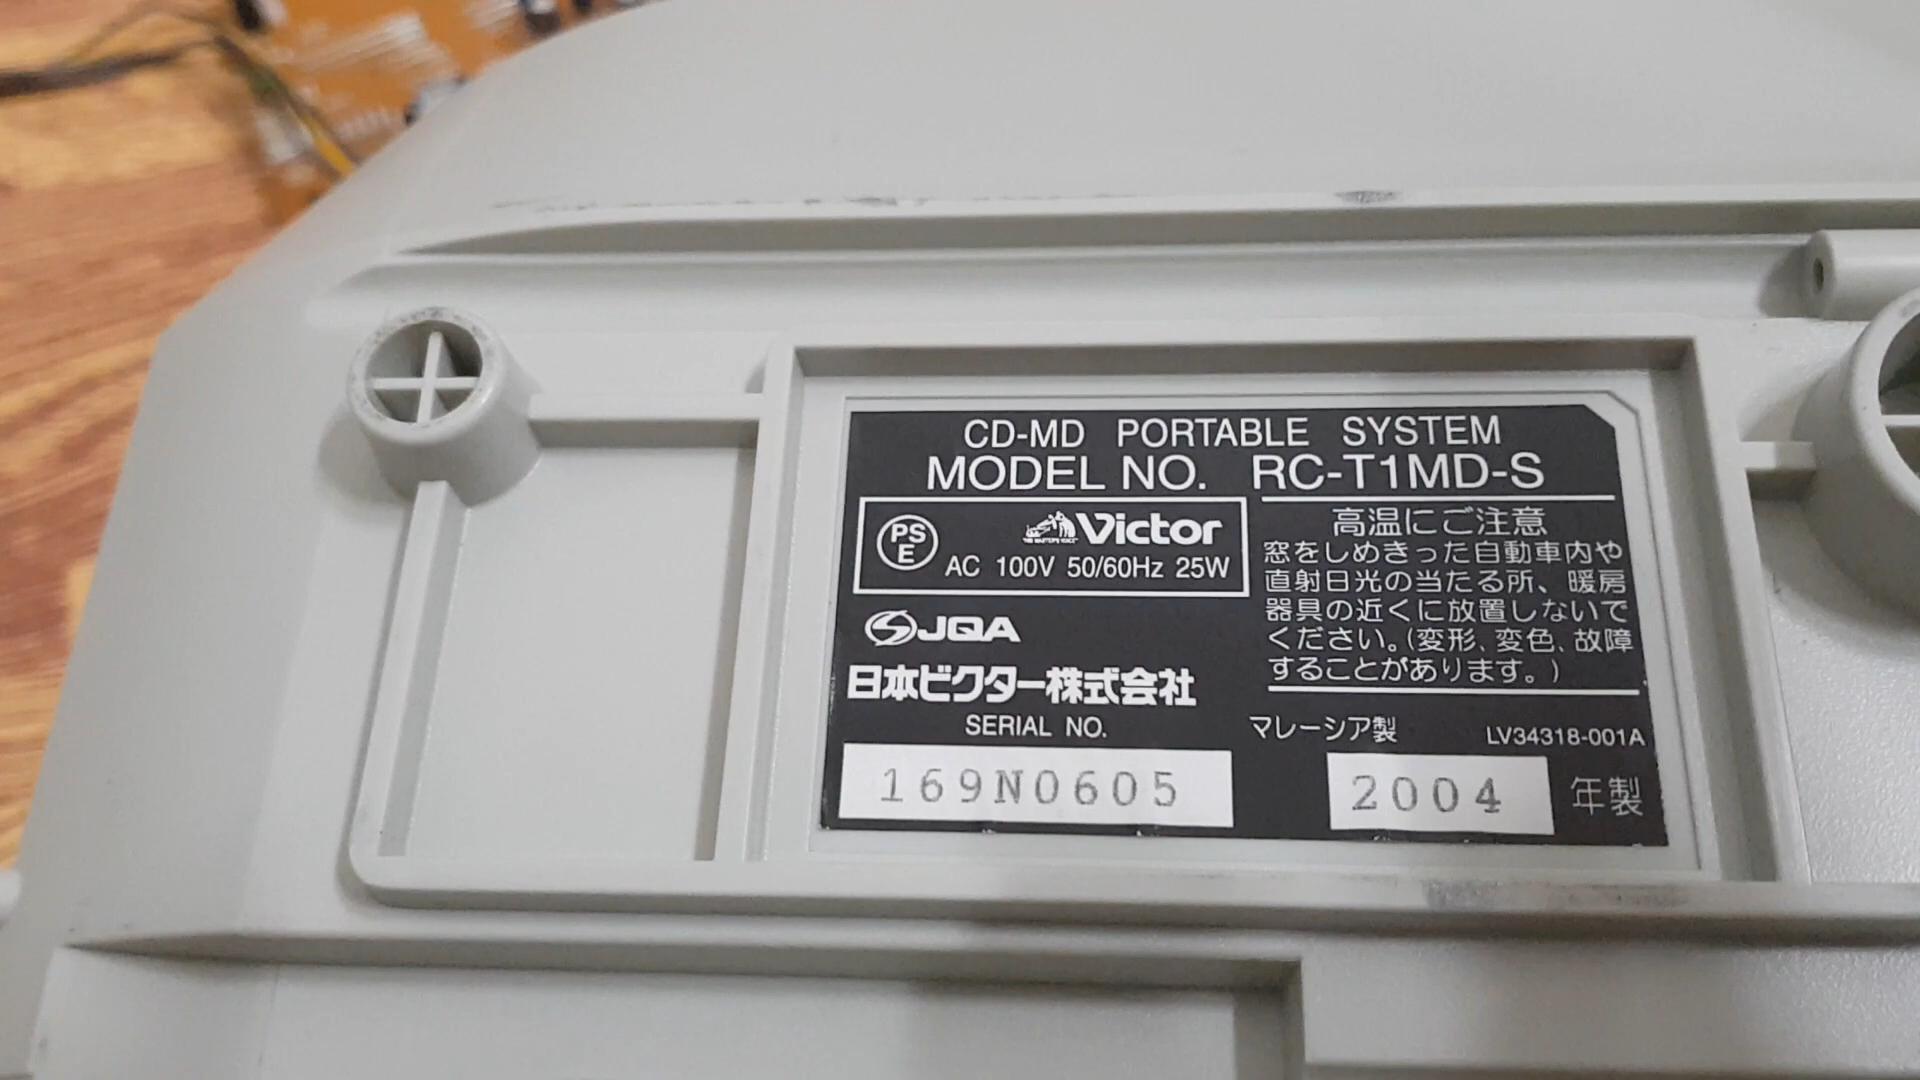 CD-MD PORTABLE SYSTEM
MODEL NO. RC-T1MD-S
PS
E
Victor
AC 100V 50/60Hz 25W
高温にご注意
窓をしめきった自動車内や
直射日光の当たる所、暖房
器具の近くに放置しないで
ください。(変形、変色、故障
することがあります。)
JQA
日本ビクター株式会社
SERIAL NO.
169N0605
マレーシア製
LV34318-001A
2004 年製